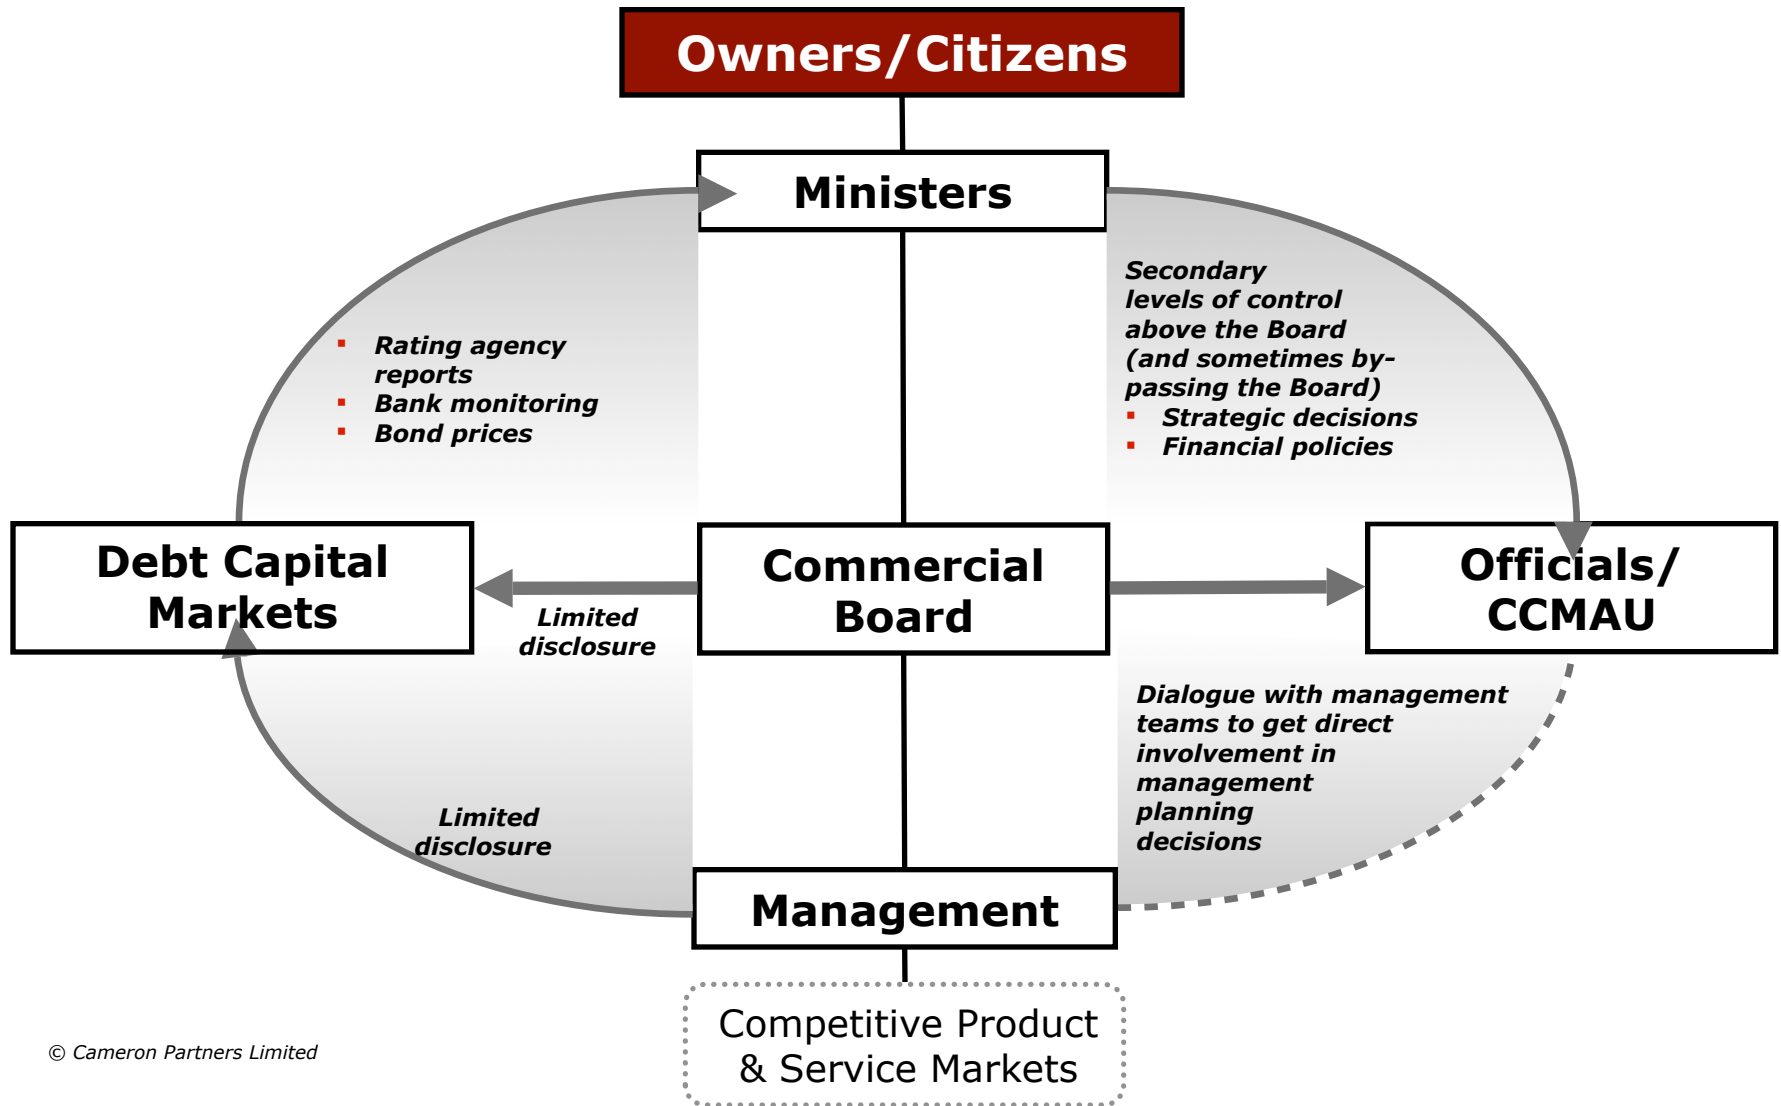 Owners/Citizens
Ministers
Rating agency
reports
Bank monitoring
Bond prices
Secondary
levels of control
above the Board
(and sometimes by-
passing the Board)
Strategic decisions
Financial policies
Debt Capital
Markets
Limited
disclosure
Commercial
Board
Officials/
CCMAU
Limited
disclosure
Dialogue with management
teams to get direct
involvement in
management
planning
decisions
Management
Competitive Product
& Service Markets
© Cameron Partners Limited